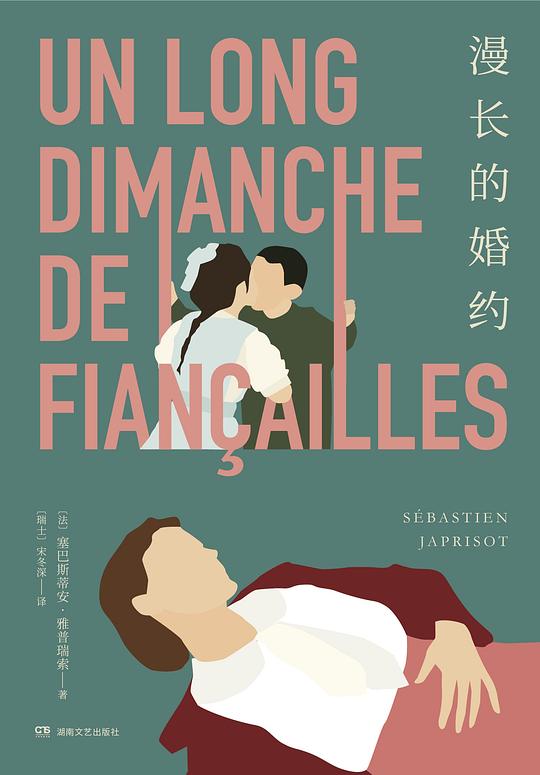 UN LONG
DIMANCHE
DE
FIANÇAILLES
漫长的婚约
SÉBASTIEN
JAPRISOT
[法] 塞巴斯蒂安·雅普瑞索——著
[瑞士] 宋冬深——译
湖南文艺出版社